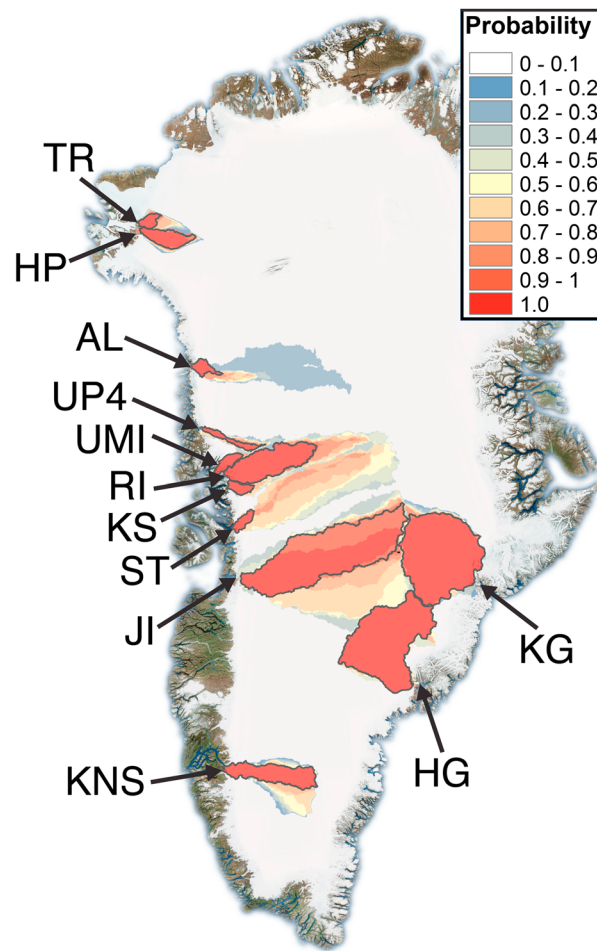 Probability
0 - 0.1
0.1 - 0.2
0.2 - 0.3
0.3 - 0.4
0.4 - 0.5
0.5 - 0.6
0.6 - 0.7
0.7 - 0.8
0.8 - 0.9
0.9 - 1
1.0
TR
HP
AL
UP4
UMI
RI
KS
ST
JI
KG
HG
KNS